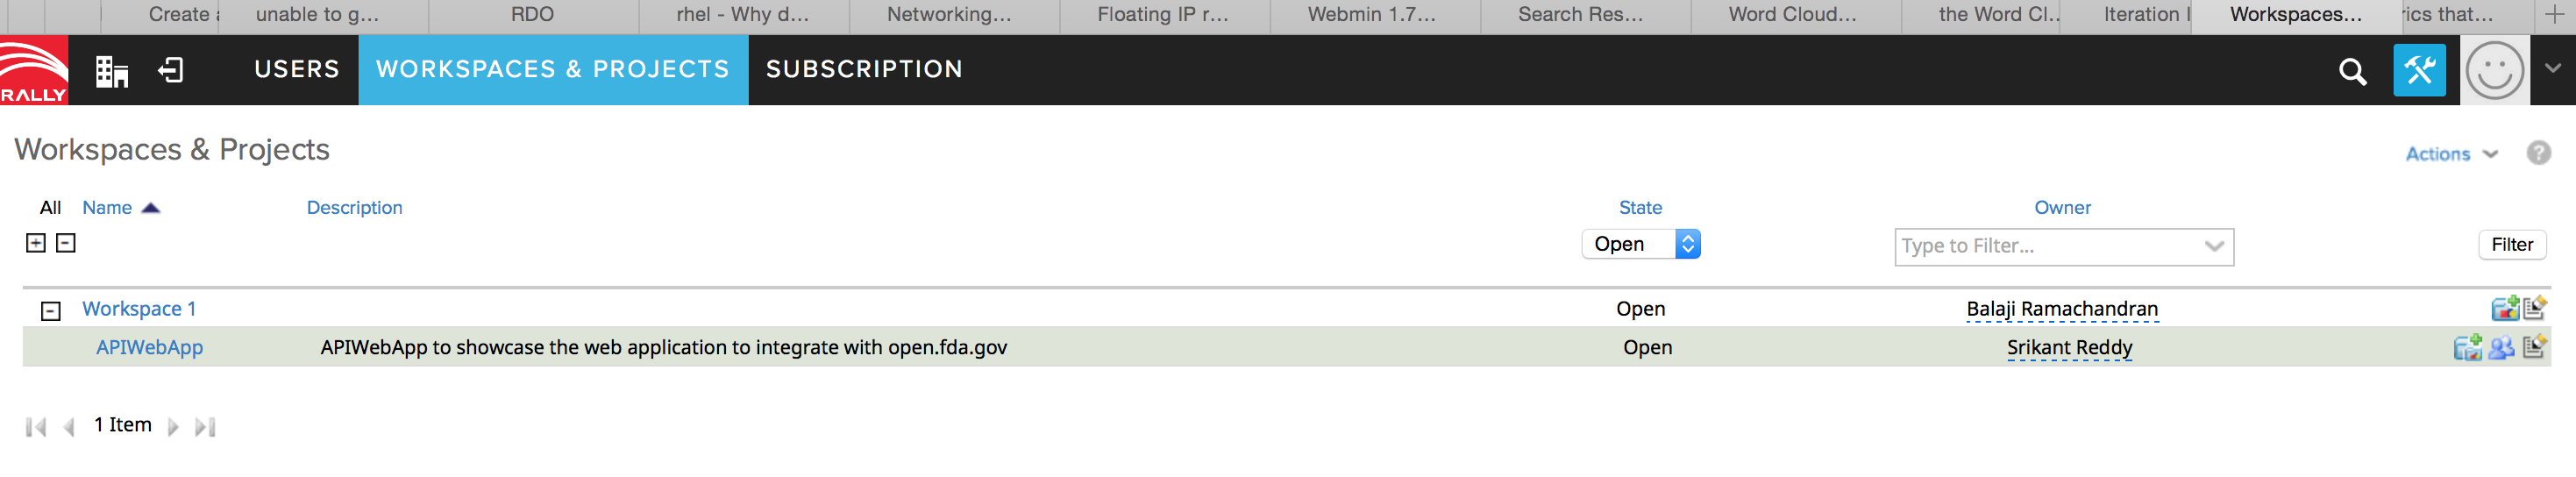 Create unable to g... RDO rhel - Why d... Networking... Floating IP r... Webmin 1.7... Search Res... Word Cloud... the Word Cl.. Iteration Workspaces... rics that...
RALLY USERS WORKSPACES & PROJECTS SUBSCRIPTION
Workspaces & Projects Actions ?
All Name Description State Owner
Open Type to Filter... Filter
Workspace 1 Open Balaji Ramachandran
APIWebApp APIWebApp to showcase the web application to integrate with open.fda.gov Open Srikant Reddy
1 Item